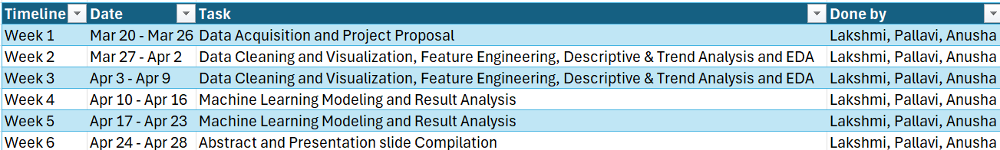 Timeline Date Task Done by
Week 1 Mar 20 - Mar 26 Data Acquisition and Project Proposal Lakshmi, Pallavi, Anusha
Week 2 Mar 27 - Apr 2 Data Cleaning and Visualization, Feature Engineering, Descriptive & Trend Analysis and EDA Lakshmi, Pallavi, Anusha
Week 3 Apr 3 - Apr 9 Data Cleaning and Visualization, Feature Engineering, Descriptive & Trend Analysis and EDA Lakshmi, Pallavi, Anusha
Week 4 Apr 10 - Apr 16 Machine Learning Modeling and Result Analysis Lakshmi, Pallavi, Anusha
Week 5 Apr 17 - Apr 23 Machine Learning Modeling and Result Analysis Lakshmi, Pallavi, Anusha
Week 6 Apr 24 - Apr 28 Abstract and Presentation slide Compilation Lakshmi, Pallavi, Anusha